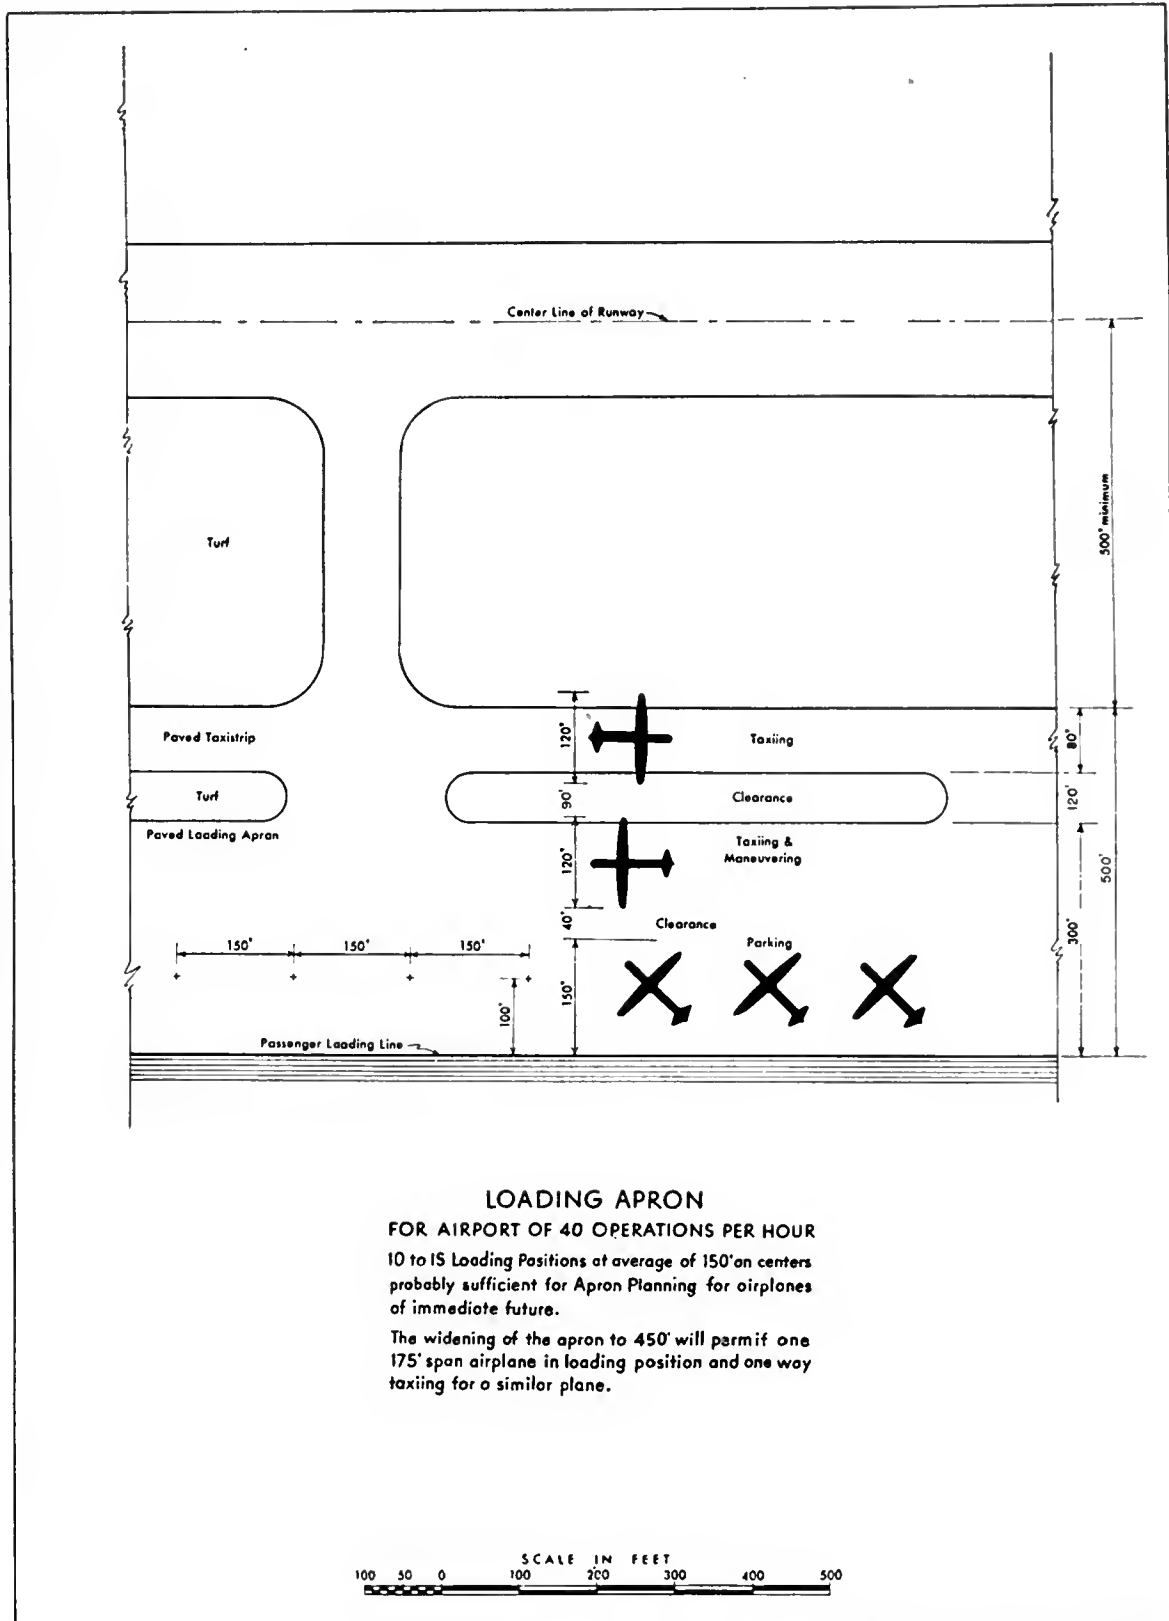 Center Line of Runway
500' minimum
Turf
Paved Taxistrip
120'
Taxiing
80'
Turf
90'
Clearance
120'
Paved Loading Apron
120'
Taxiing &
Maneuvering
500'
40'
Clearance
300'
150' 150' 150'
Parking
150'
100'
Passenger Loading Line
LOADING APRON
FOR AIRPORT OF 40 OPERATIONS PER HOUR
10 to 15 Loading Positions at average of 150' on centers
probably sufficient for Apron Planning for airplanes
of immediate future.
The widening of the apron to 450' will permit one
175' span airplane in loading position and one way
taxiing for a similar plane.
SCALE IN FEET
100 50 0 100 200 300 400 500